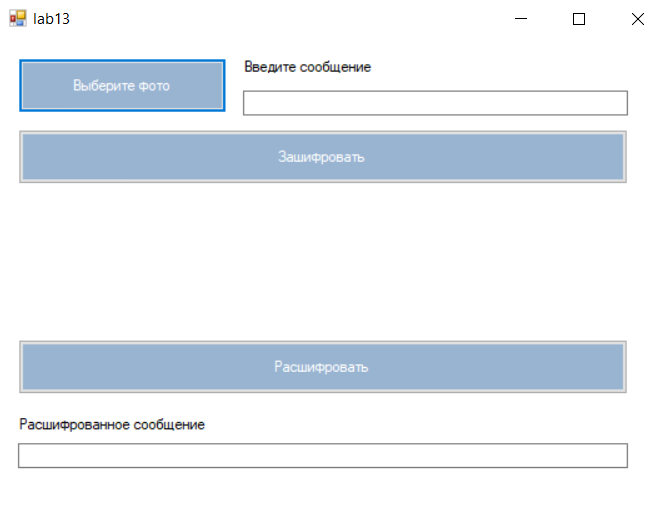 lab13
Введите сообщение
Выберите фото
Зашифровать
Расшифровать
Расшифрованное сообщение